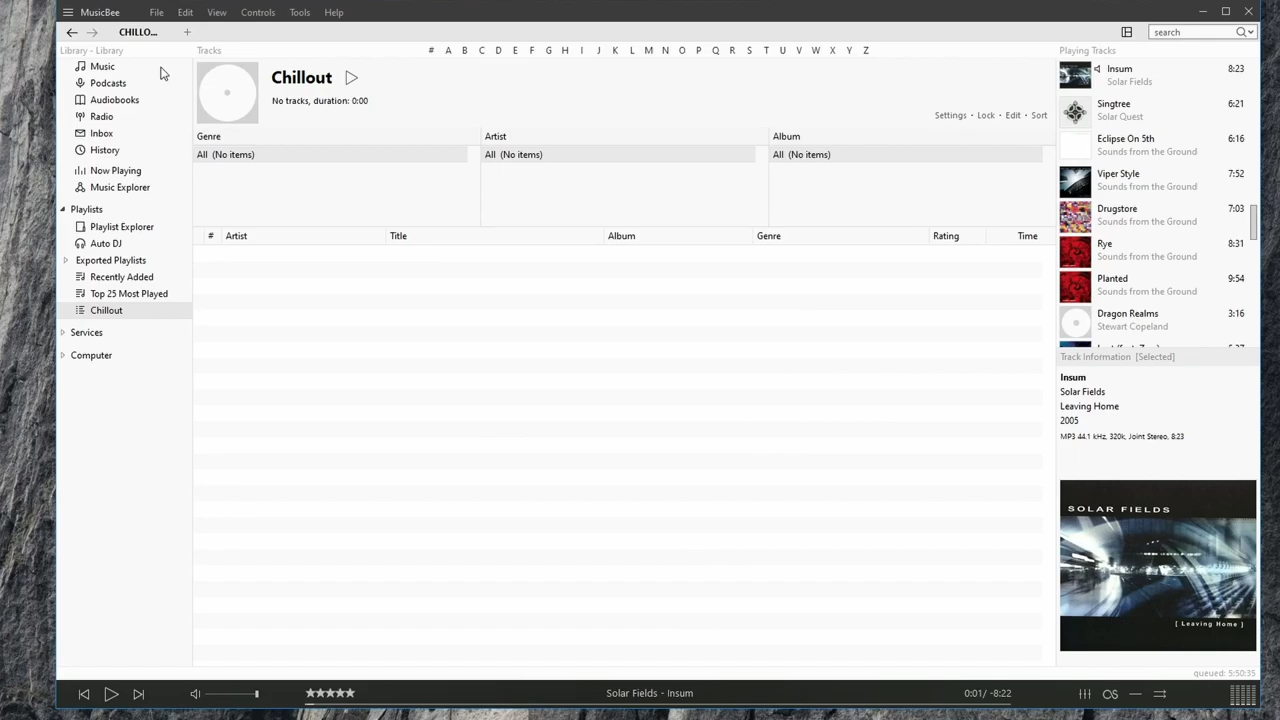 MusicBee File Edit View Controls Tools Help
CHILLO... +
search
Library - Library
Music
Podcasts
Audiobooks
Radio
Inbox
History
Now Playing
Music Explorer
Playlists
Playlist Explorer
Auto DJ
Exported Playlists
Recently Added
Top 25 Most Played
Chillout
Services
Computer
Tracks
# A B C D E F G H I J K L M N O P Q R S T U V W X Y Z
Chillout
No tracks, duration: 0:00
Settings • Lock • Edit • Sort
Genre Artist Album
All (No items) All (No items) All (No items)
# Artist Title Album Genre Rating Time
Playing Tracks
Insum 8:23
Solar Fields
Singtree 6:21
Solar Quest
Eclipse On 5th 6:16
Sounds from the Ground
Viper Style 7:52
Sounds from the Ground
Drugstore 7:03
Sounds from the Ground
Rye 8:31
Sounds from the Ground
Planted 9:54
Sounds from the Ground
Dragon Realms 3:16
Stewart Copeland
Track Information [Selected]
Insum
Solar Fields
Leaving Home
2005
MP3 44.1 kHz, 320k, Joint Stereo, 8:23
SOLAR FIELDS
[ Leaving Home ]
queued: 5:50:35
Solar Fields - Insum
0:01/ -8:22